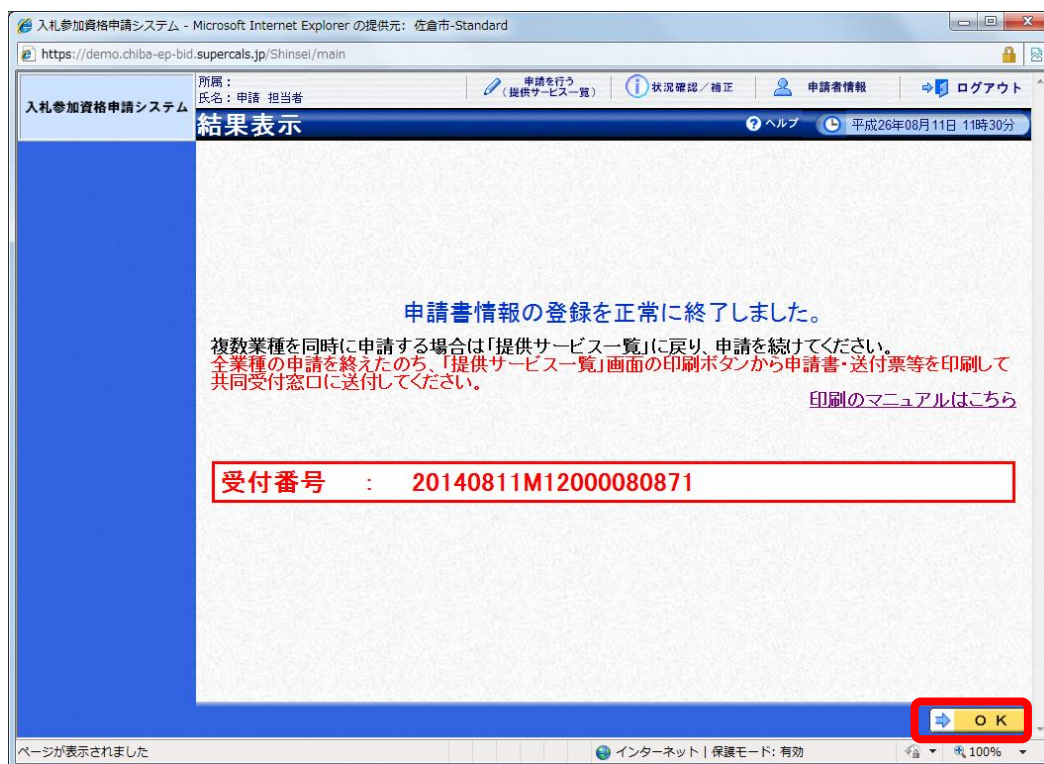 入札参加資格申請システム - Microsoft Internet Explorer の提供元: 佐倉市-Standard
https://demo.chiba-ep-bid.supercals.jp/Shinsei/main
入札参加資格申請システム
所属：
氏名：申請 担当者
申請を行う
（提供サービス一覧）
状況確認／補正
申請者情報
ログアウト
結果表示
ヘルプ
平成26年08月11日 11時30分
申請書情報の登録を正常に終了しました。
複数業種を同時に申請する場合は「提供サービス一覧」に戻り、申請を続けてください。
全業種の申請を終えたのち、「提供サービス一覧」画面の印刷ボタンから申請書・送付票等を印刷して
共同受付窓口に送付してください。
印刷のマニュアルはこちら
受付番号 ： 20140811M12000080871
ＯＫ
ページが表示されました
インターネット | 保護モード: 有効
100%